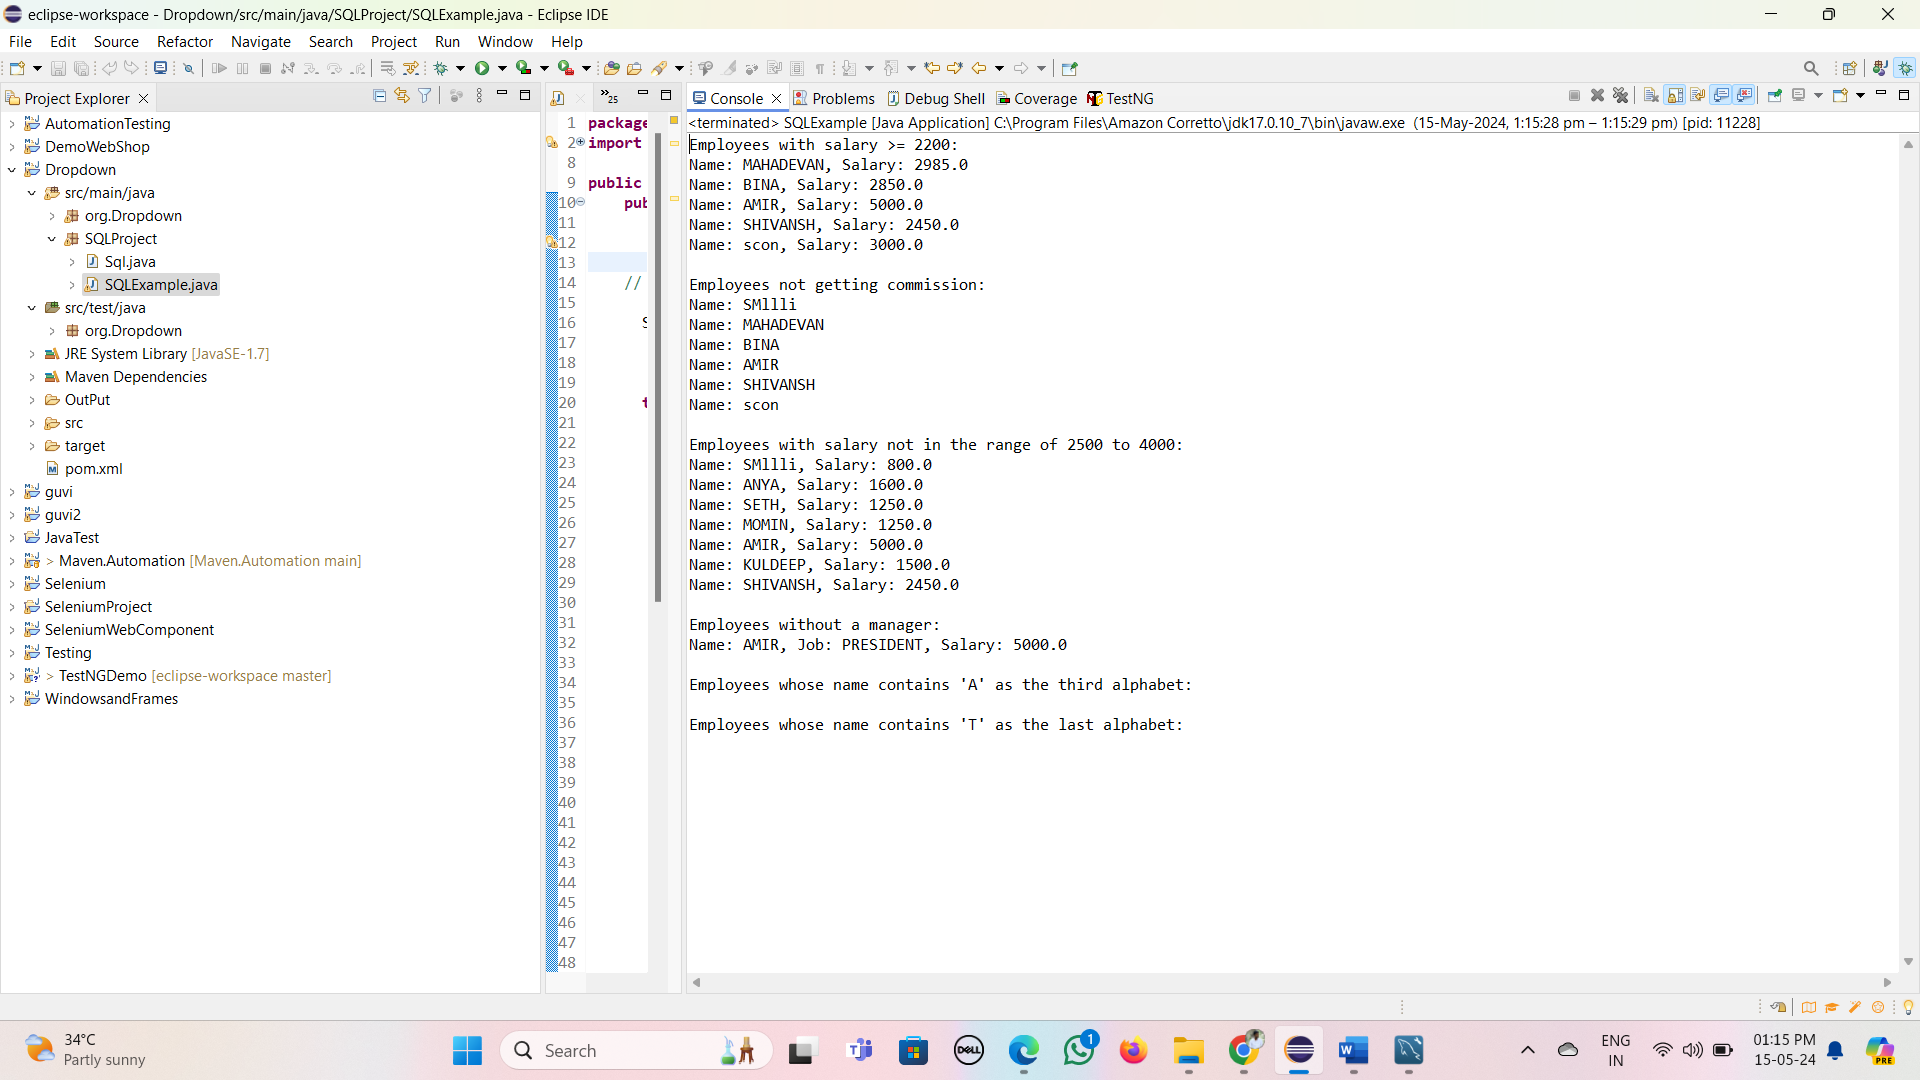 eclipse-workspace - Dropdown/src/main/java/SQLProject/SQLExample.java - Eclipse IDE
File Edit Source Refactor Navigate Search Project Run Window Help
Project Explorer
AutomationTesting
DemoWebShop
Dropdown
src/main/java
org.Dropdown
SQLProject
Sql.java
SQLExample.java
src/test/java
org.Dropdown
JRE System Library [JavaSE-1.7]
Maven Dependencies
OutPut
src
target
pom.xml
guvi
guvi2
JavaTest
> Maven.Automation [Maven.Automation main]
Selenium
SeleniumProject
SeleniumWebComponent
Testing
> TestNGDemo [eclipse-workspace master]
WindowsandFrames
25
1 package
2 import
8
9 public
10 pub
11
12
13
14 //
15
16 S
17
18
19
20 t
21
22
23
24
25
26
27
28
29
30
31
32
33
34
35
36
37
38
39
40
41
42
43
44
45
46
47
48
Console Problems Debug Shell Coverage TestNG
<terminated> SQLExample [Java Application] C:\Program Files\Amazon Corretto\jdk17.0.10_7\bin\javaw.exe (15-May-2024, 1:15:28 pm – 1:15:29 pm) [pid: 11228]
Employees with salary >= 2200:
Name: MAHADEVAN, Salary: 2985.0
Name: BINA, Salary: 2850.0
Name: AMIR, Salary: 5000.0
Name: SHIVANSH, Salary: 2450.0
Name: scon, Salary: 3000.0
Employees not getting commission:
Name: SMllli
Name: MAHADEVAN
Name: BINA
Name: AMIR
Name: SHIVANSH
Name: scon
Employees with salary not in the range of 2500 to 4000:
Name: SMllli, Salary: 800.0
Name: ANYA, Salary: 1600.0
Name: SETH, Salary: 1250.0
Name: MOMIN, Salary: 1250.0
Name: AMIR, Salary: 5000.0
Name: KULDEEP, Salary: 1500.0
Name: SHIVANSH, Salary: 2450.0
Employees without a manager:
Name: AMIR, Job: PRESIDENT, Salary: 5000.0
Employees whose name contains 'A' as the third alphabet:
Employees whose name contains 'T' as the last alphabet:
34°C
Partly sunny
Search
DELL
1
ENG
IN
01:15 PM
15-05-24
PRE